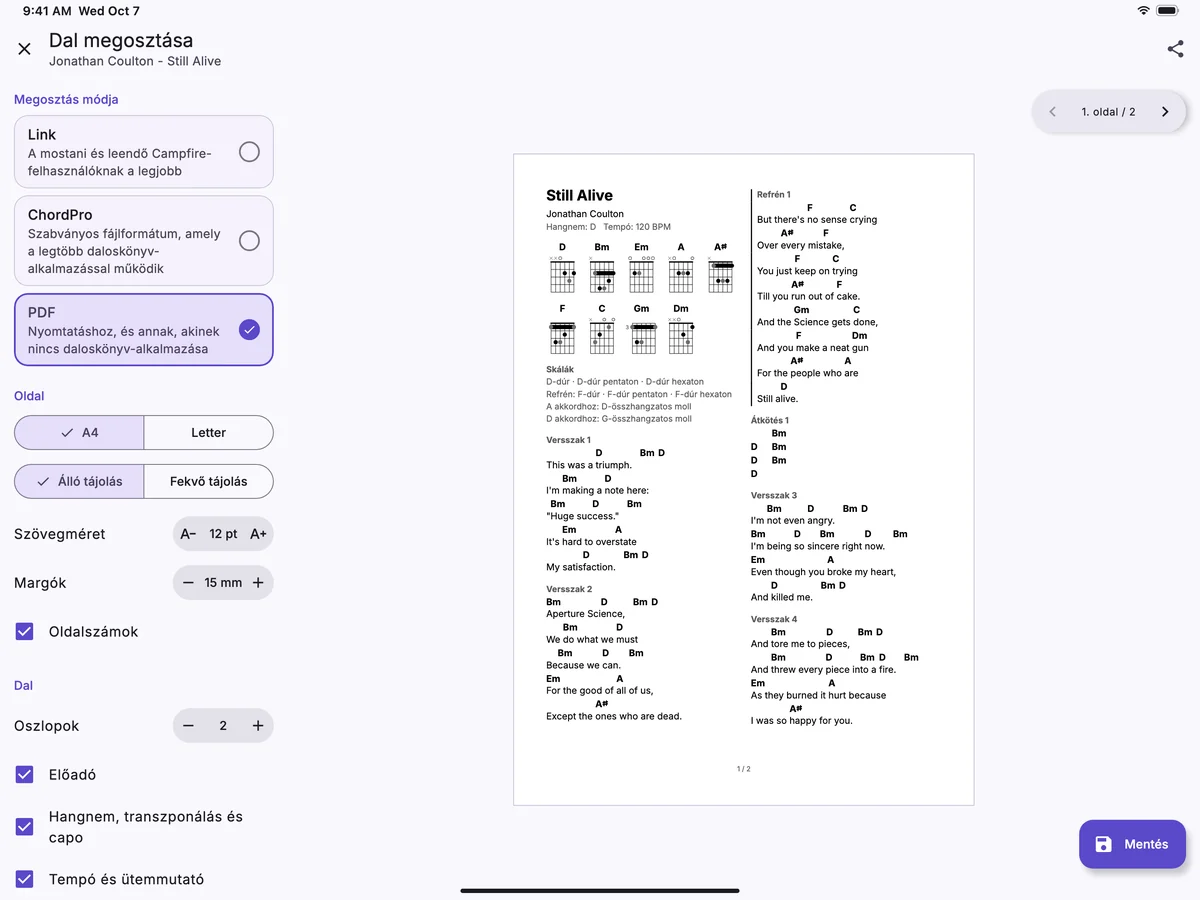 9:41 AM Wed Oct 7
Dal megosztása
Jonathan Coulton - Still Alive
Megosztás módja
Link
A mostani és leendő Campfire-
felhasználóknak a legjobb
ChordPro
Szabványos fájlformátum, amely
a legtöbb daloskönyv-
alkalmazással működik
PDF
Nyomtatáshoz, és annak, akinek
nincs daloskönyv-alkalmazása
Oldal
A4 Letter
Álló tájolás Fekvő tájolás
Szövegméret A− 12 pt A+
Margók − 15 mm +
Oldalszámok
Dal
Oszlopok − 2 +
Előadó
Hangnem, transzponálás és
capo
Tempó és ütemmutató
1. oldal / 2
Still Alive
Jonathan Coulton
Hangnem: D Tempó: 120 BPM
D Bm Em A A#
F C Gm Dm
3
Skálák
D-dúr · D-dúr pentaton · D-dúr hexaton
Refrén: F-dúr · F-dúr pentaton · F-dúr hexaton
A akkordhoz: D-összhangzatos moll
D akkordhoz: G-összhangzatos moll
Versszak 1
D Bm D
This was a triumph.
Bm D
I'm making a note here:
Bm D Bm
"Huge success."
Em A
It's hard to overstate
D Bm D
My satisfaction.
Versszak 2
Bm D Bm D
Aperture Science,
Bm D
We do what we must
Bm D Bm
Because we can.
Em A
For the good of all of us,
A#
Except the ones who are dead.
Refrén 1
F C
But there's no sense crying
A# F
Over every mistake,
F C
You just keep on trying
A# F
Till you run out of cake.
Gm C
And the Science gets done,
F Dm
And you make a neat gun
A# A
For the people who are
D
Still alive.
Átkötés 1
Bm
D Bm
D Bm
D
Versszak 3
Bm D Bm D
I'm not even angry.
Bm D Bm D Bm
I'm being so sincere right now.
Em A
Even though you broke my heart,
D Bm D
And killed me.
Versszak 4
Bm D Bm D
And tore me to pieces,
Bm D Bm D Bm
And threw every piece into a fire.
Em A
As they burned it hurt because
A#
I was so happy for you.
1 / 2
Mentés